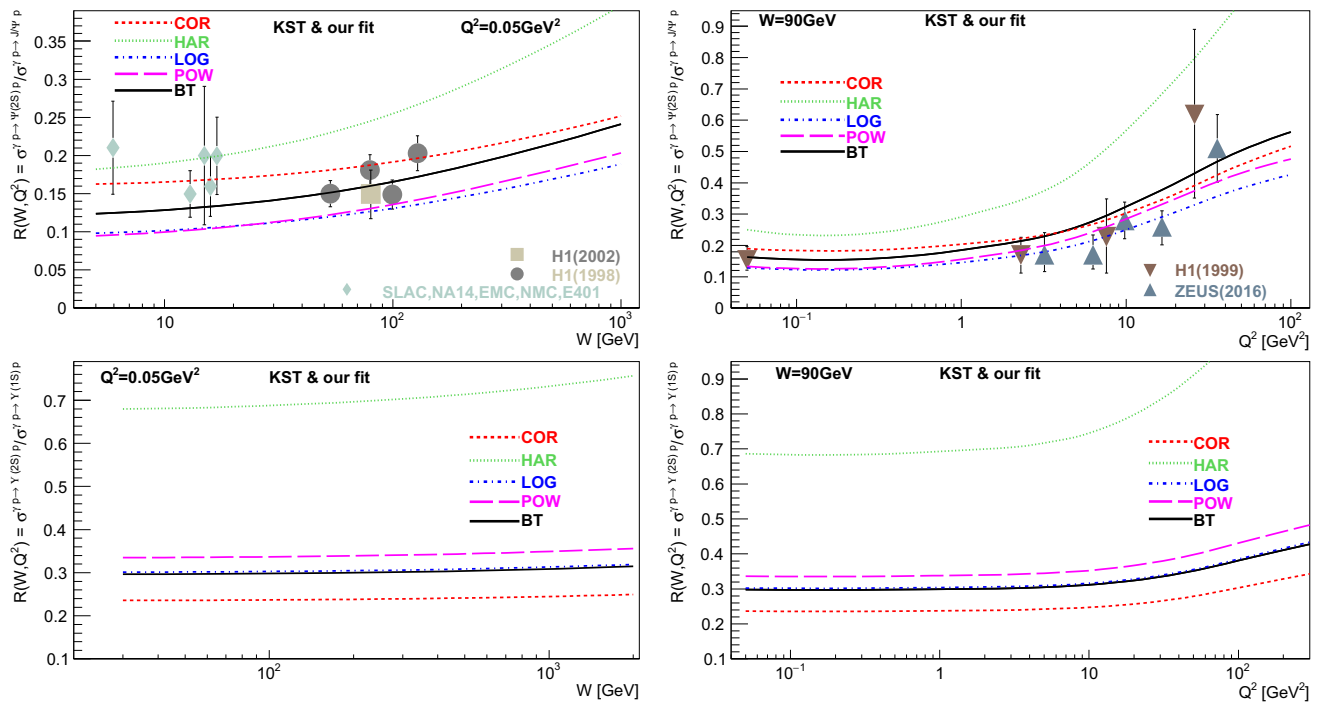 KST & our fit
Q²=0.05GeV²
COR
HAR
LOG
POW
BT
H1(2002)
H1(1998)
SLAC,NA14,EMC,NMC,E401
R(W,Q²) = σ^γ p→ Ψ(2S) p/σ^γ p→ J/Ψ p
0
0.05
0.1
0.15
0.2
0.25
0.3
0.35
10
10²
10³
W [GeV]
W=90GeV
KST & our fit
COR
HAR
LOG
POW
BT
H1(1999)
ZEUS(2016)
R(W,Q²) = σ^γ p→ Ψ(2S) p/σ^γ p→ J/Ψ p
0
0.1
0.2
0.3
0.4
0.5
0.6
0.7
0.8
0.9
10⁻¹
1
10
10²
Q² [GeV²]
Q²=0.05GeV²
KST & our fit
COR
HAR
LOG
POW
BT
R(W,Q²) = σ^γ p→ Υ(2S) p/σ^γ p→ Υ(1S) p
0.1
0.2
0.3
0.4
0.5
0.6
0.7
10²
10³
W [GeV]
W=90GeV
KST & our fit
COR
HAR
LOG
POW
BT
R(W,Q²) = σ^γ p→ Υ(2S) p/σ^γ p→ Υ(1S) p
0.1
0.2
0.3
0.4
0.5
0.6
0.7
0.8
0.9
10⁻¹
1
10
10²
Q² [GeV²]